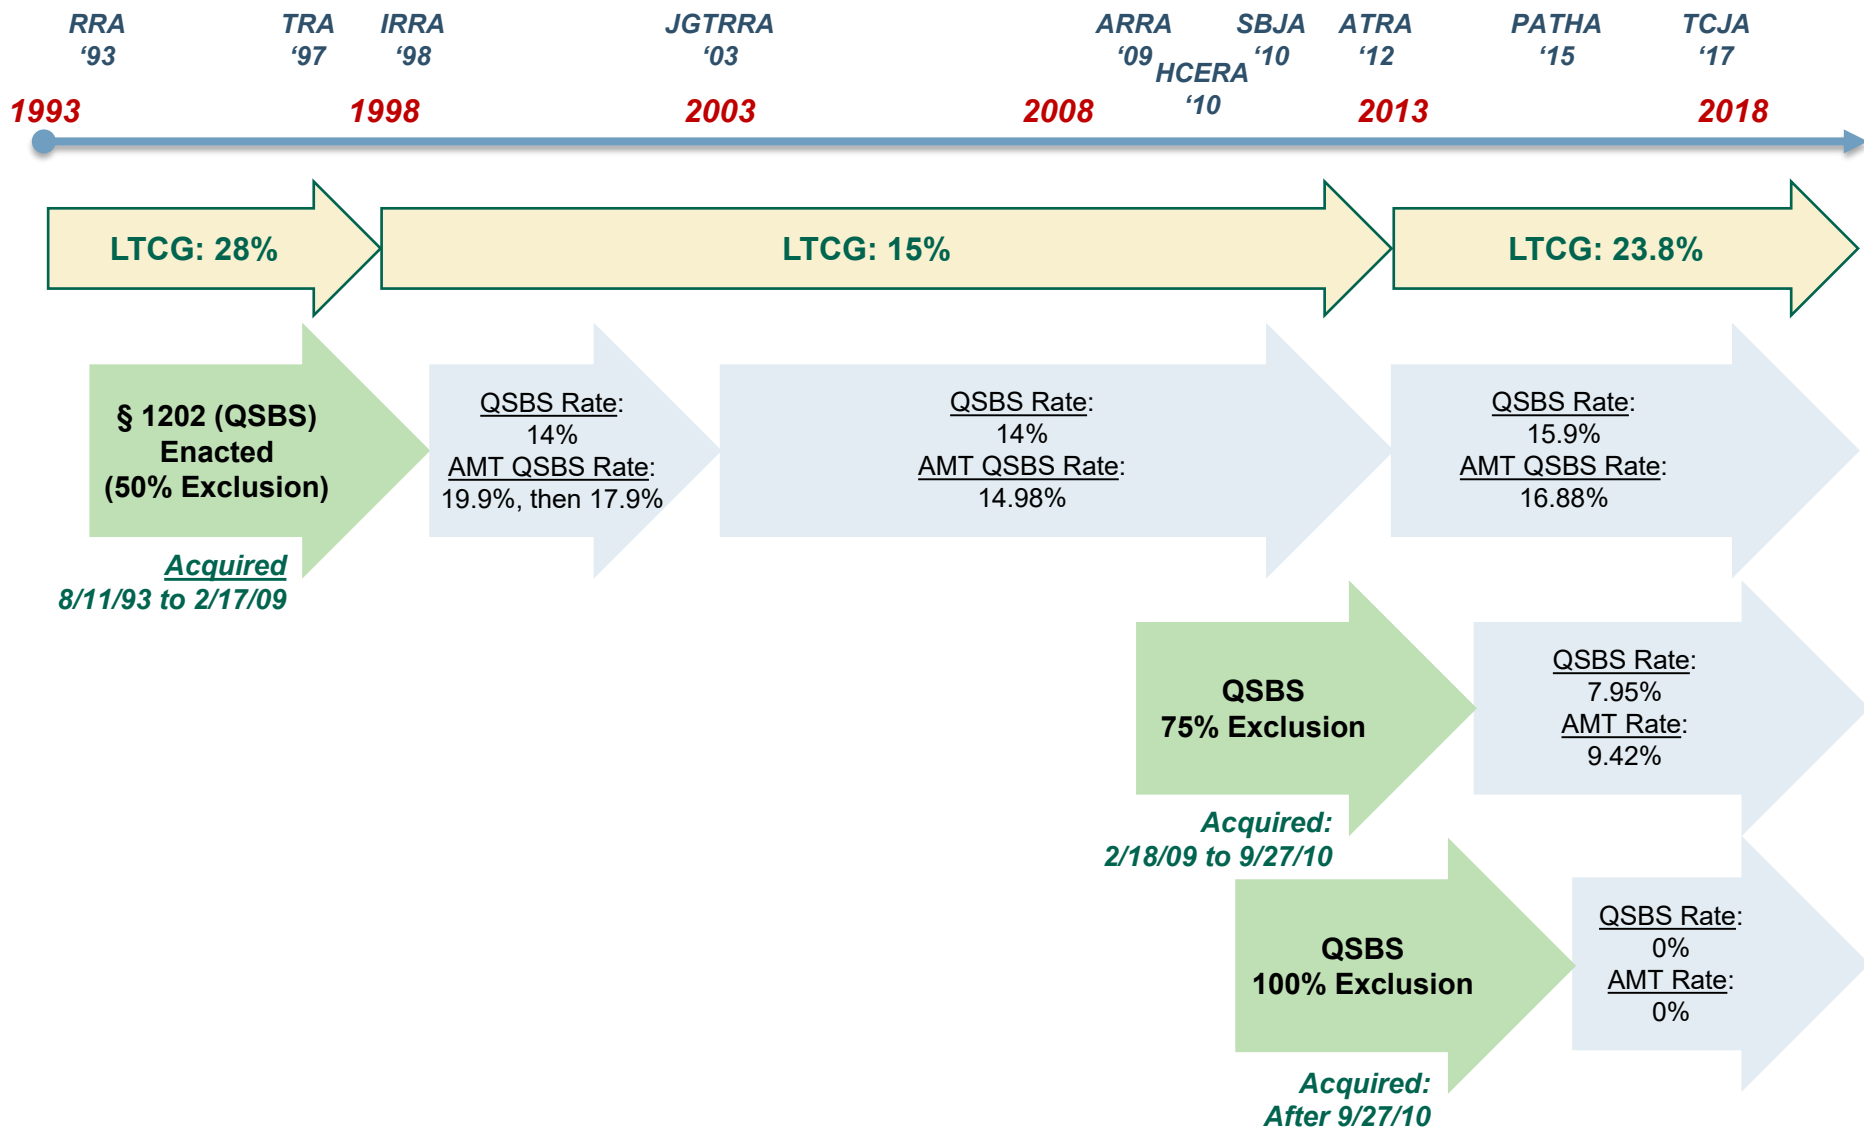 RRA
‘93
TRA
‘97
IRRA
‘98
JGTRRA
‘03
ARRA
‘09
HCERA
‘10
SBJA
‘10
ATRA
‘12
PATHA
‘15
TCJA
‘17
1993
1998
2003
2008
2013
2018
LTCG: 28%
LTCG: 15%
LTCG: 23.8%
§ 1202 (QSBS)
Enacted
(50% Exclusion)
Acquired
8/11/93 to 2/17/09
QSBS Rate:
14%
AMT QSBS Rate:
19.9%, then 17.9%
QSBS Rate:
14%
AMT QSBS Rate:
14.98%
QSBS Rate:
15.9%
AMT QSBS Rate:
16.88%
QSBS
75% Exclusion
Acquired:
2/18/09 to 9/27/10
QSBS Rate:
7.95%
AMT Rate:
9.42%
QSBS
100% Exclusion
Acquired:
After 9/27/10
QSBS Rate:
0%
AMT Rate:
0%